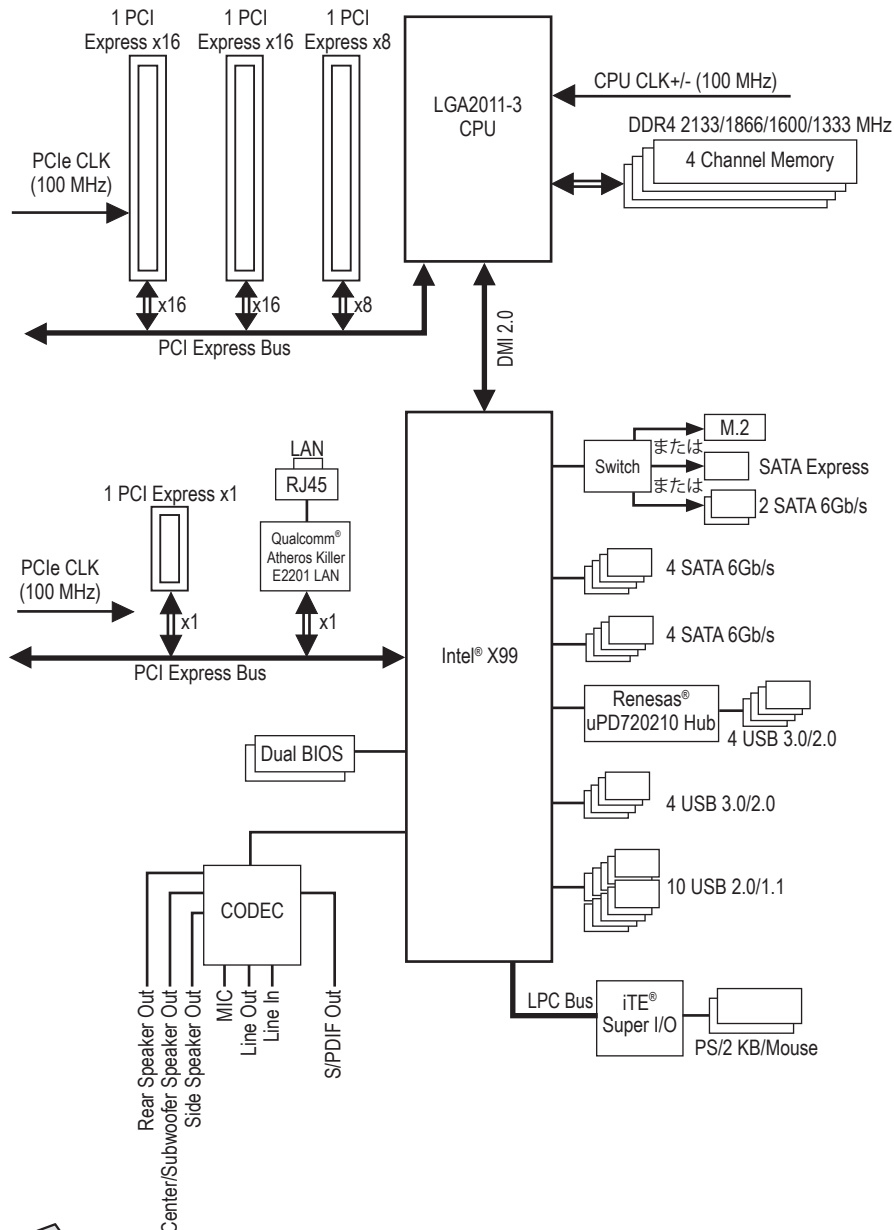 1 PCI
Express x16
1 PCI
Express x16
1 PCI
Express x8
LGA2011-3
CPU
CPU CLK+/- (100 MHz)
DDR4 2133/1866/1600/1333 MHz
4 Channel Memory
PCIe CLK
(100 MHz)
x16
x16
x8
PCI Express Bus
DMI 2.0
LAN
RJ45
1 PCI Express x1
Qualcomm®
Atheros Killer
E2201 LAN
PCIe CLK
(100 MHz)
x1
x1
PCI Express Bus
Intel® X99
Switch
M.2
または
SATA Express
または
2 SATA 6Gb/s
4 SATA 6Gb/s
4 SATA 6Gb/s
Renesas®
uPD720210 Hub
4 USB 3.0/2.0
Dual BIOS
4 USB 3.0/2.0
CODEC
10 USB 2.0/1.1
LPC Bus
iTE®
Super I/O
PS/2 KB/Mouse
Rear Speaker Out
Center/Subwoofer Speaker Out
Side Speaker Out
MIC
Line Out
Line In
S/PDIF Out